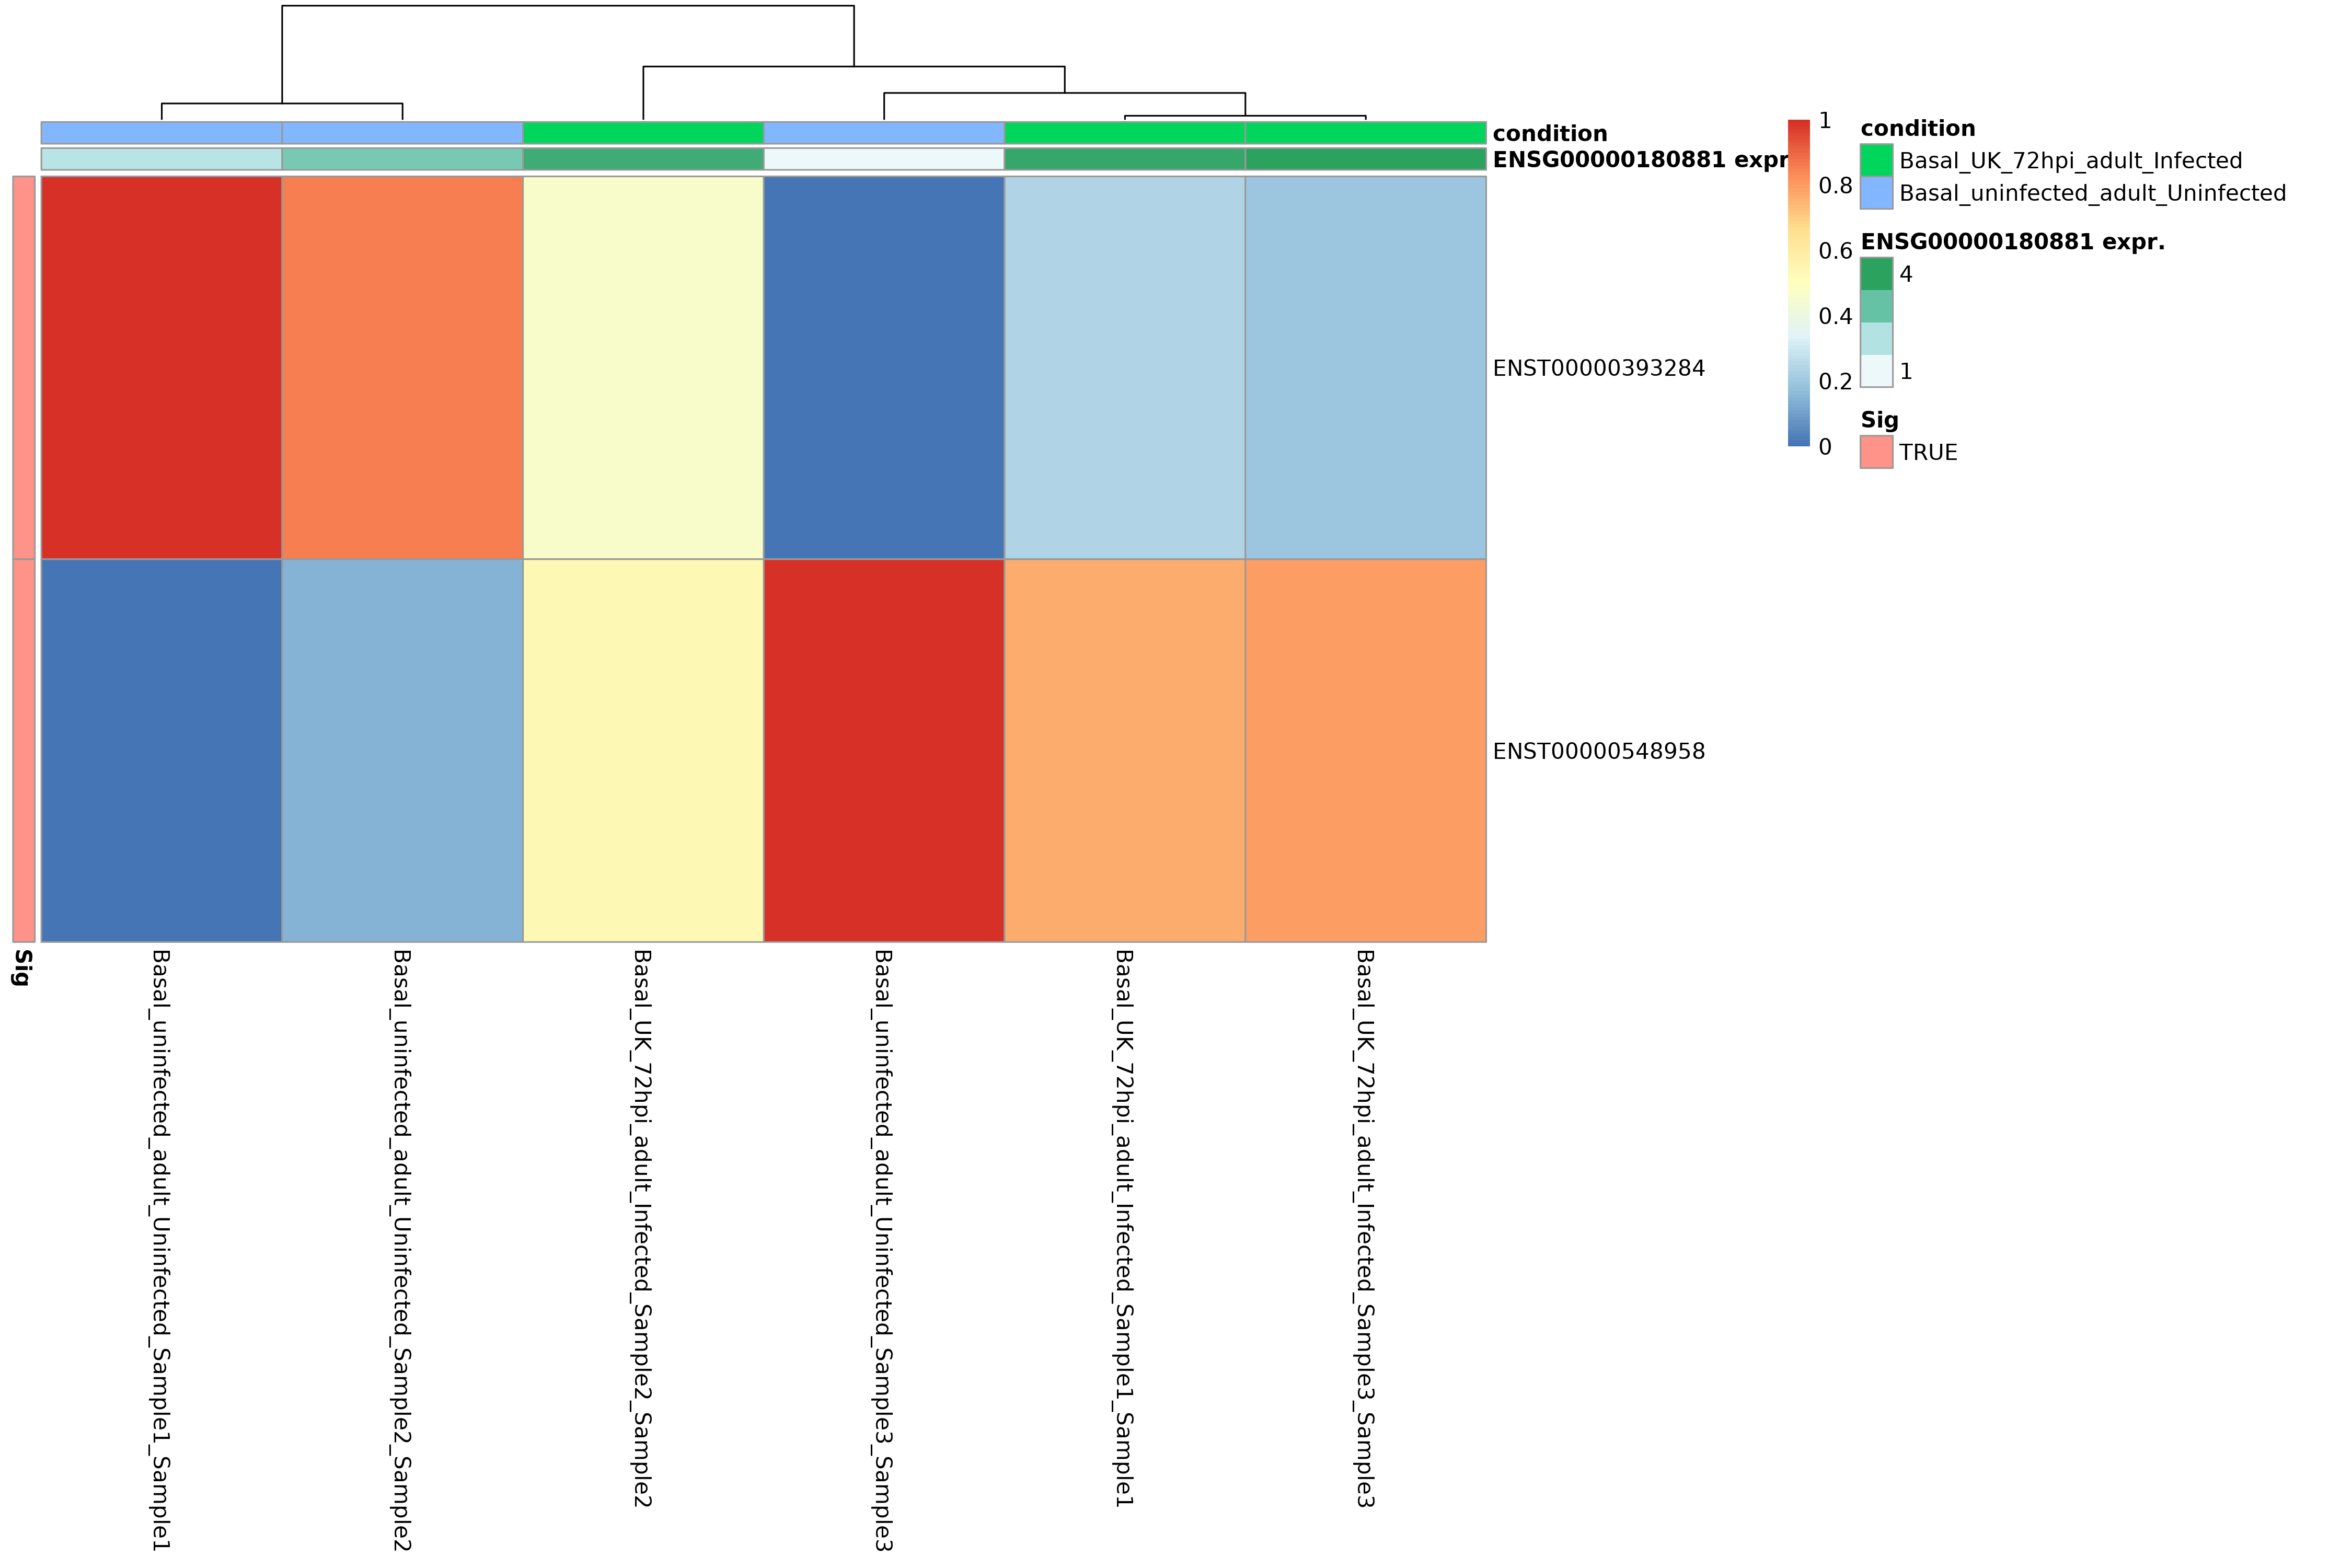 condition
ENSG00000180881 expr
ENST00000393284
ENST00000548958
Sig
Basal_uninfected_adult_Uninfected_Sample1_Sample1
Basal_uninfected_adult_Uninfected_Sample2_Sample2
Basal_UK_72hpi_adult_Infected_Sample2_Sample2
Basal_uninfected_adult_Uninfected_Sample3_Sample3
Basal_UK_72hpi_adult_Infected_Sample1_Sample1
Basal_UK_72hpi_adult_Infected_Sample3_Sample3
1
0.8
0.6
0.4
0.2
0
condition
Basal_UK_72hpi_adult_Infected
Basal_uninfected_adult_Uninfected
ENSG00000180881 expr.
4
1
Sig
TRUE